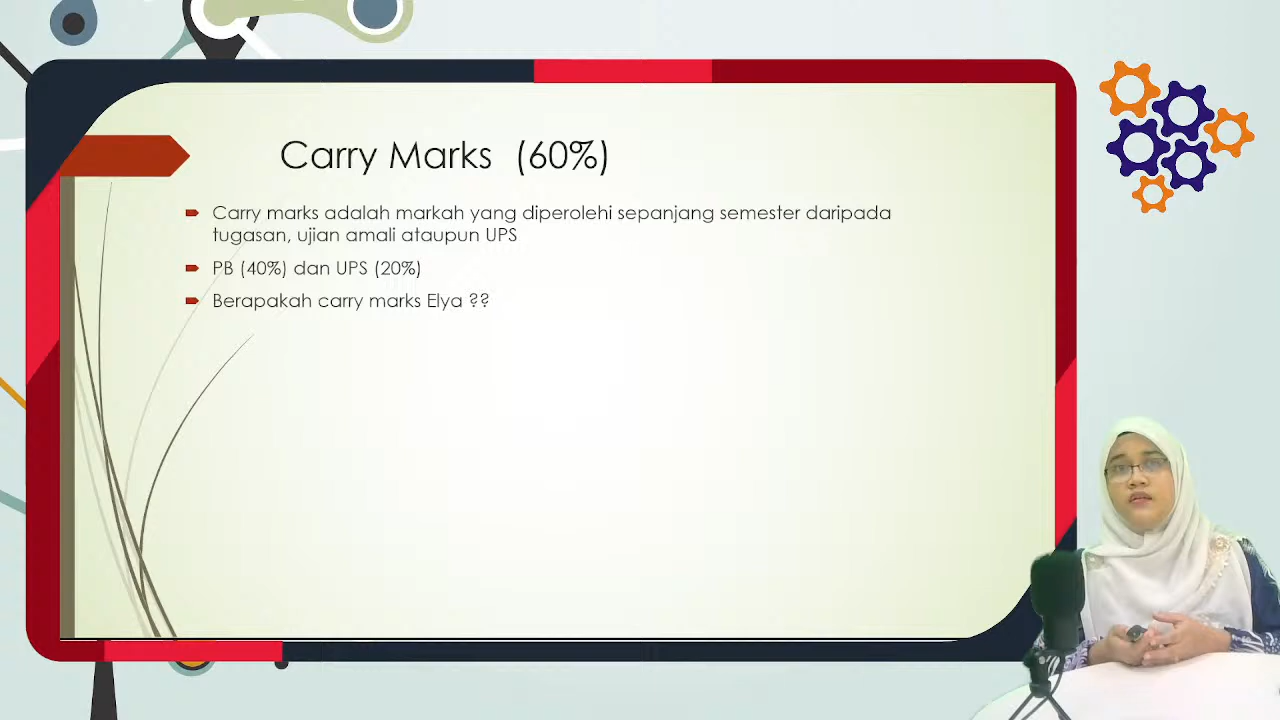 Carry Marks (60%)
Carry marks adalah markah yang diperolehi sepanjang semester daripada
tugasan, ujian amali ataupun UPS
PB (40%) dan UPS (20%)
Berapakah carry marks Elya ??